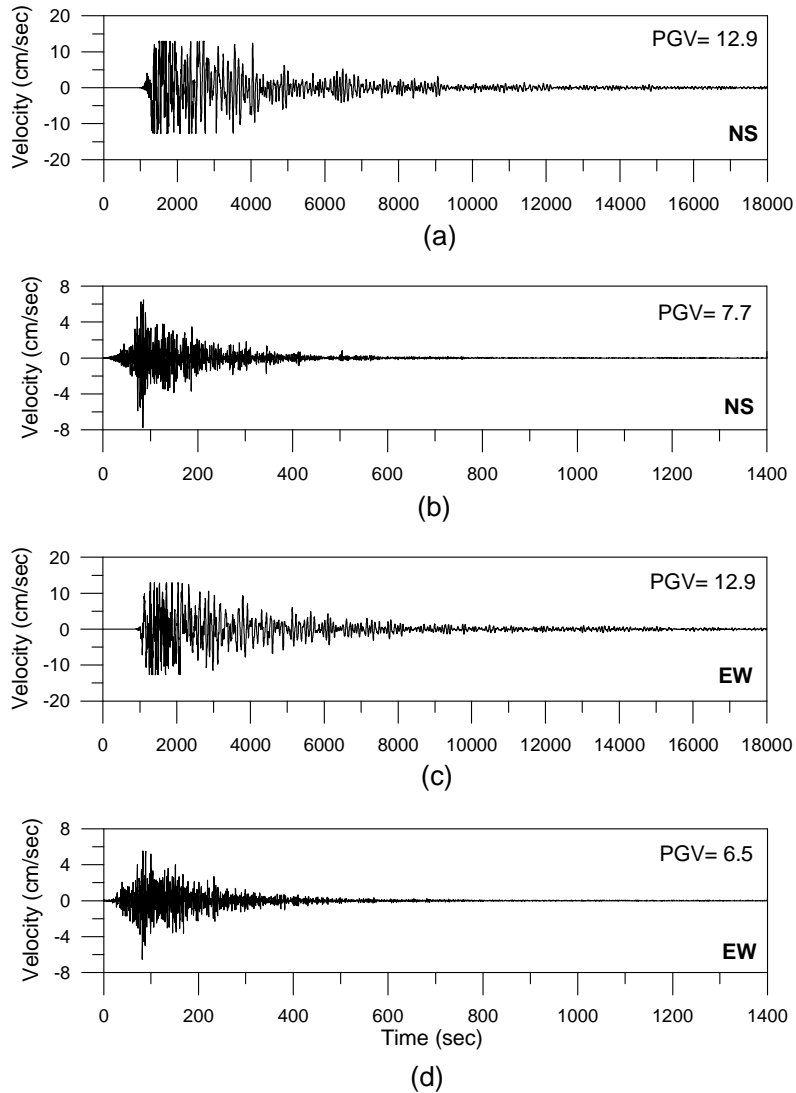 20
10
0
-10
-20
Velocity (cm/sec)
PGV= 12.9
NS
0 2000 4000 6000 8000 10000 12000 14000 16000 18000
(a)
8
4
0
-4
-8
Velocity (cm/sec)
PGV= 7.7
NS
0 200 400 600 800 1000 1200 1400
(b)
20
10
0
-10
-20
Velocity (cm/sec)
PGV= 12.9
EW
0 2000 4000 6000 8000 10000 12000 14000 16000 18000
(c)
8
4
0
-4
-8
Velocity (cm/sec)
PGV= 6.5
EW
0 200 400 600 800 1000 1200 1400
Time (sec)
(d)